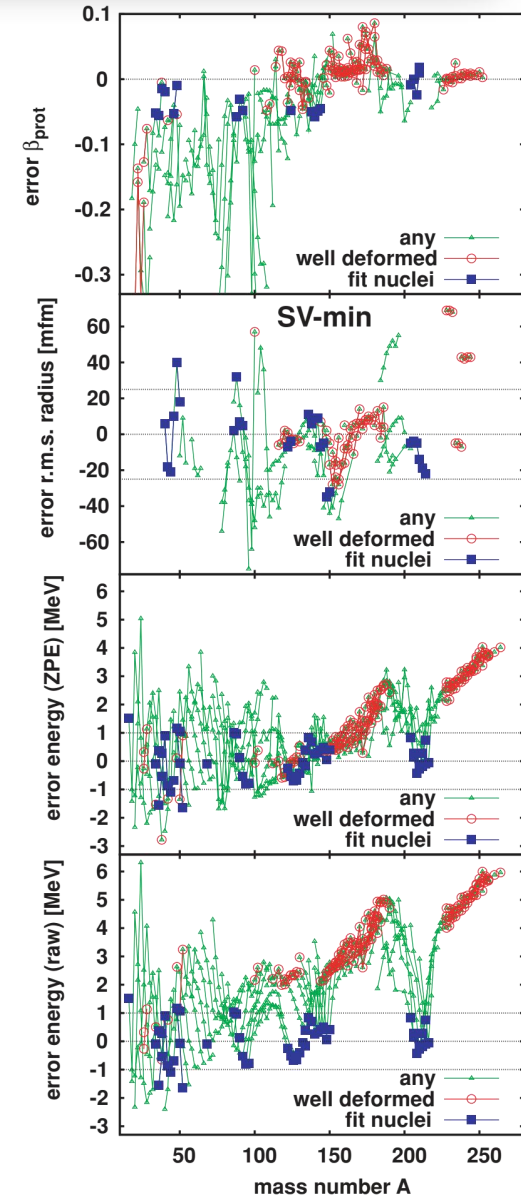 0.1
0
-0.1
-0.2
-0.3
error βprot
any
well deformed
fit nuclei
SV-min
60
40
20
0
-20
-40
-60
error r.m.s. radius [mfm]
any
well deformed
fit nuclei
6
5
4
3
2
1
0
-1
-2
-3
error energy (ZPE) [MeV]
any
well deformed
fit nuclei
6
5
4
3
2
1
0
-1
-2
-3
error energy (raw) [MeV]
any
well deformed
fit nuclei
50 100 150 200 250
mass number A